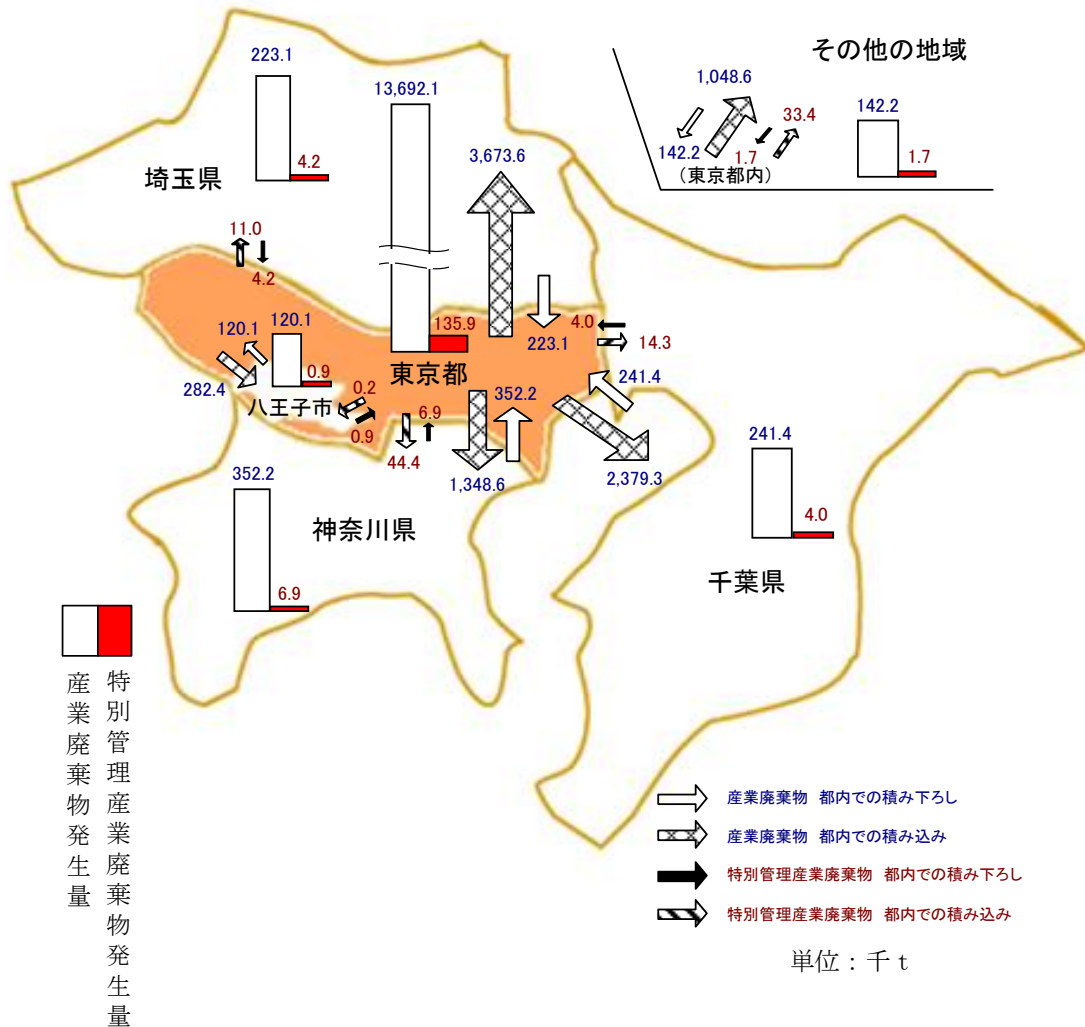 その他の地域
1,048.6
142.2
33.4
142.2
1.7
1.7
(東京都内)
223.1
4.2
埼玉県
13,692.1
135.9
東京都
3,673.6
223.1
11.0
4.2
4.0
14.3
120.1
120.1
0.9
282.4
八王子市
0.2
0.9
6.9
44.4
352.2
1,348.6
241.4
2,379.3
352.2
6.9
神奈川県
241.4
4.0
千葉県
産業廃棄物発生量
特別管理産業廃棄物発生量
産業廃棄物 都内での積み下ろし
産業廃棄物 都内での積み込み
特別管理産業廃棄物 都内での積み下ろし
特別管理産業廃棄物 都内での積み込み
単位：千ｔ